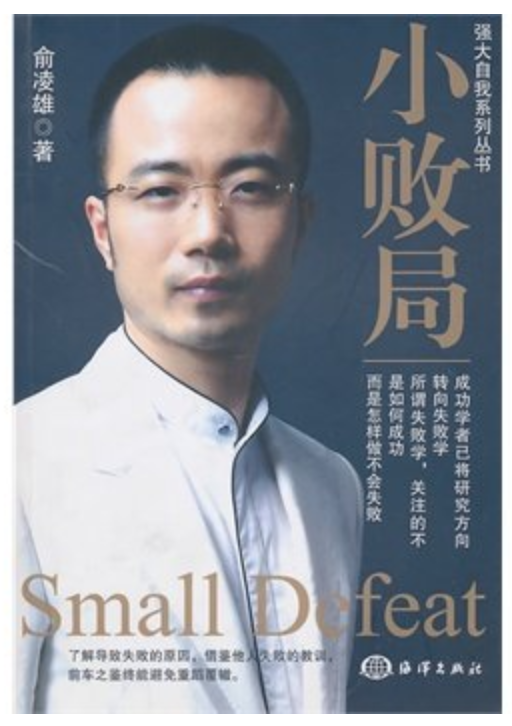 强大自我系列丛书
小败局
俞凌雄◎著
成功学者已将研究方向
转向失败学
所谓失败学，关注的不
是如何成功
而是怎样做不会失败
Small Defeat
了解导致失败的原因，借鉴他人失败的教训，
前车之鉴终能避免重蹈覆辙。
海洋出版社